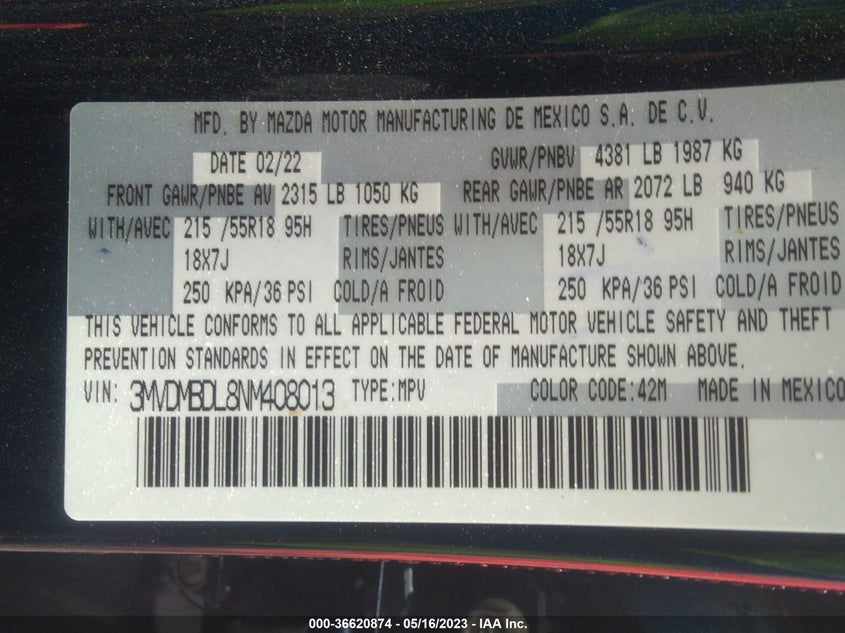 MFD. BY MAZDA MOTOR MANUFACTURING DE MEXICO S.A. DE C.V.
DATE 02/22 GVWR/PNBV 4381 LB 1987 KG
FRONT GAWR/PNBE AV 2315 LB 1050 KG REAR GAWR/PNBE AR 2072 LB 940 KG
WITH/AVEC 215 /55R18 95H TIRES/PNEUS WITH/AVEC 215 /55R18 95H TIRES/PNEUS
18X7J RIMS/JANTES 18X7J RIMS/JANTES
250 KPA/36 PSI COLD/A FROID 250 KPA/36 PSI COLD/A FROID
THIS VEHICLE CONFORMS TO ALL APPLICABLE FEDERAL MOTOR VEHICLE SAFETY AND THEFT
PREVENTION STANDARDS IN EFFECT ON THE DATE OF MANUFACTURE SHOWN ABOVE.
VIN: 3MVDMBDL8NM408013 TYPE:MPV COLOR CODE:42M MADE IN MEXICO
000-36620874 - 05/16/2023 - IAA Inc.